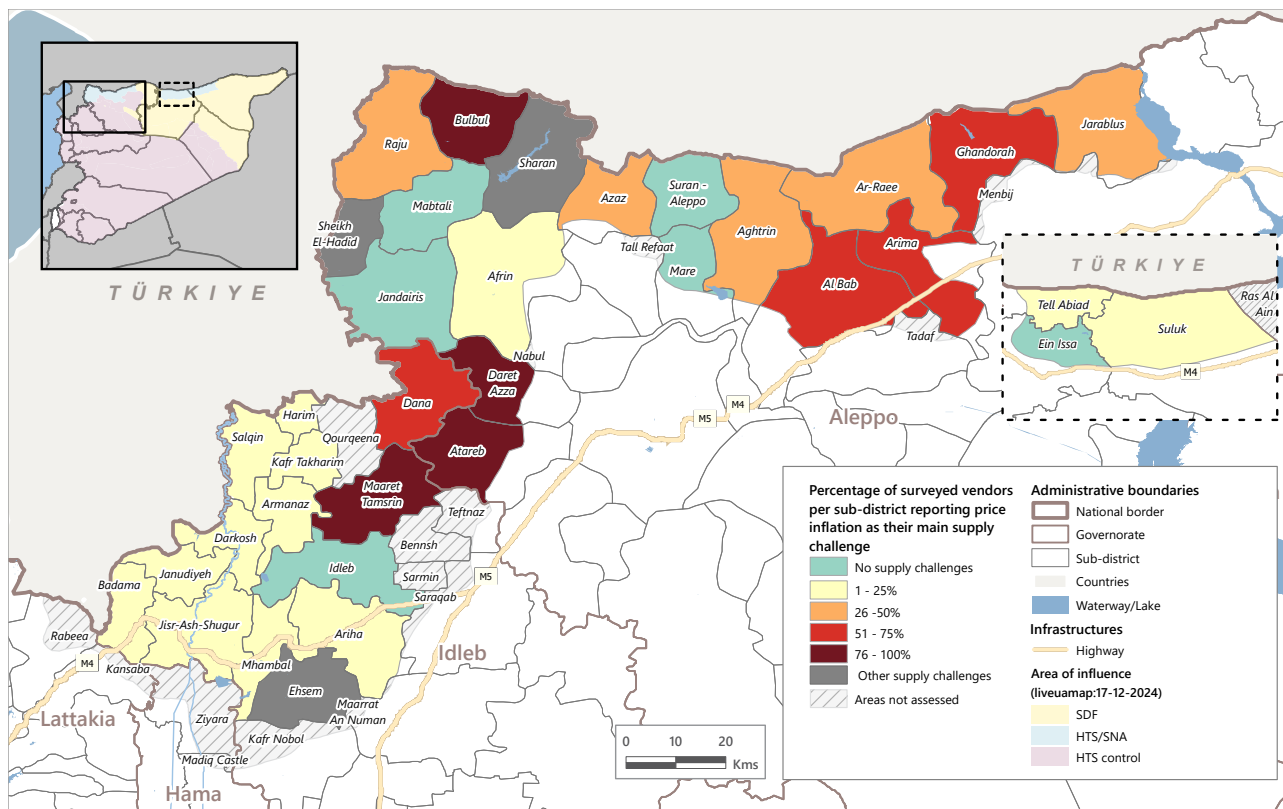 TÜRKIYE
Bulbul
Raju
Sharan
Mabtali
Sheikh
El-Hadid
Jandairis
Afrin
Azaz
Suran -
Aleppo
Tall Refaat
Mare
Aghtrin
Ar-Raee
Ghandorah
Jarablus
Menbij
Arima
Al Bab
Tadaf
TÜRKIYE
Tell Abiad
Ras Al
Ain
Suluk
Ein Issa
M4
Nabul
Daret
Azza
Dana
Atareb
Harim
Salqin
Qourqeena
Kafr Takharim
Armanaz
Maaret
Tamsrin
Teftnaz
Bennsh
Darkosh
Idleb
Sarmin
Saraqab
Janudiyeh
Badama
Jisr-Ash-Shugur
Ariha
Rabeea
Mhambal
Kansaba
Ehsem
Maarrat
An Numan
Ziyara
Kafr Nobol
Madiq Castle
M4
M5
M5
M4
Aleppo
Idleb
Lattakia
Hama
0 10 20
Kms
Percentage of surveyed vendors
per sub-district reporting price
inflation as their main supply
challenge
No supply challenges
1 - 25%
26 -50%
51 - 75%
76 - 100%
Other supply challenges
Areas not assessed
Administrative boundaries
National border
Governorate
Sub-district
Countries
Waterway/Lake
Infrastructures
Highway
Area of influence
(liveuamap:17-12-2024)
SDF
HTS/SNA
HTS control